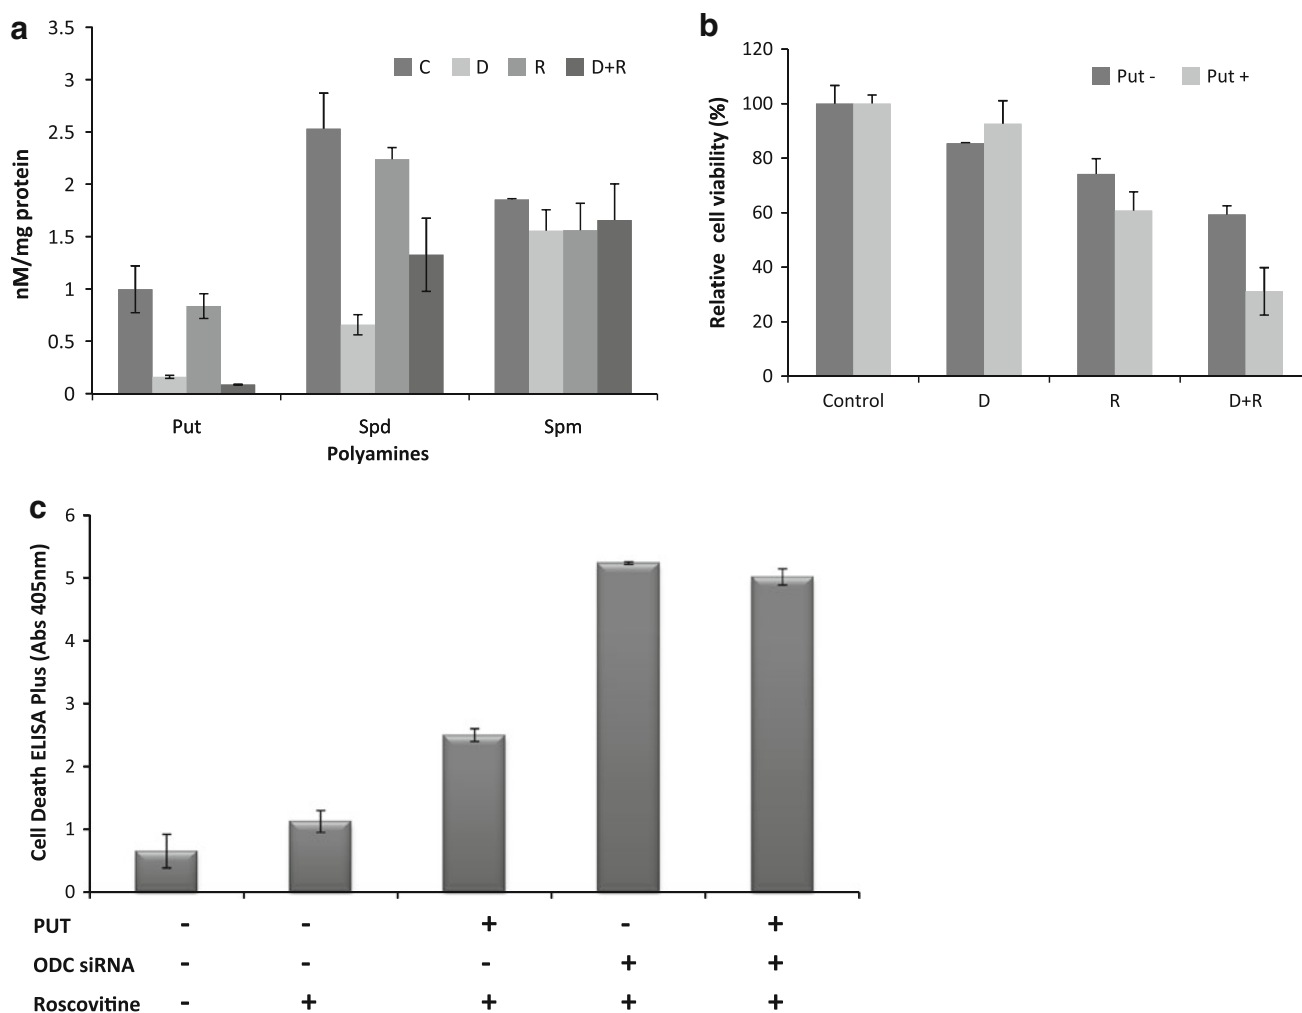 a
3.5
3
2.5
2
1.5
1
0.5
0
nM/mg protein
C D R D+R
Put Spd Spm
Polyamines
b
120
100
80
60
40
20
0
Relative cell viability (%)
Put - Put +
Control D R D+R
c
6
5
4
3
2
1
0
Cell Death ELISA Plus (Abs 405nm)
PUT - - + - +
ODC siRNA - - - + +
Roscovitine - + + + +